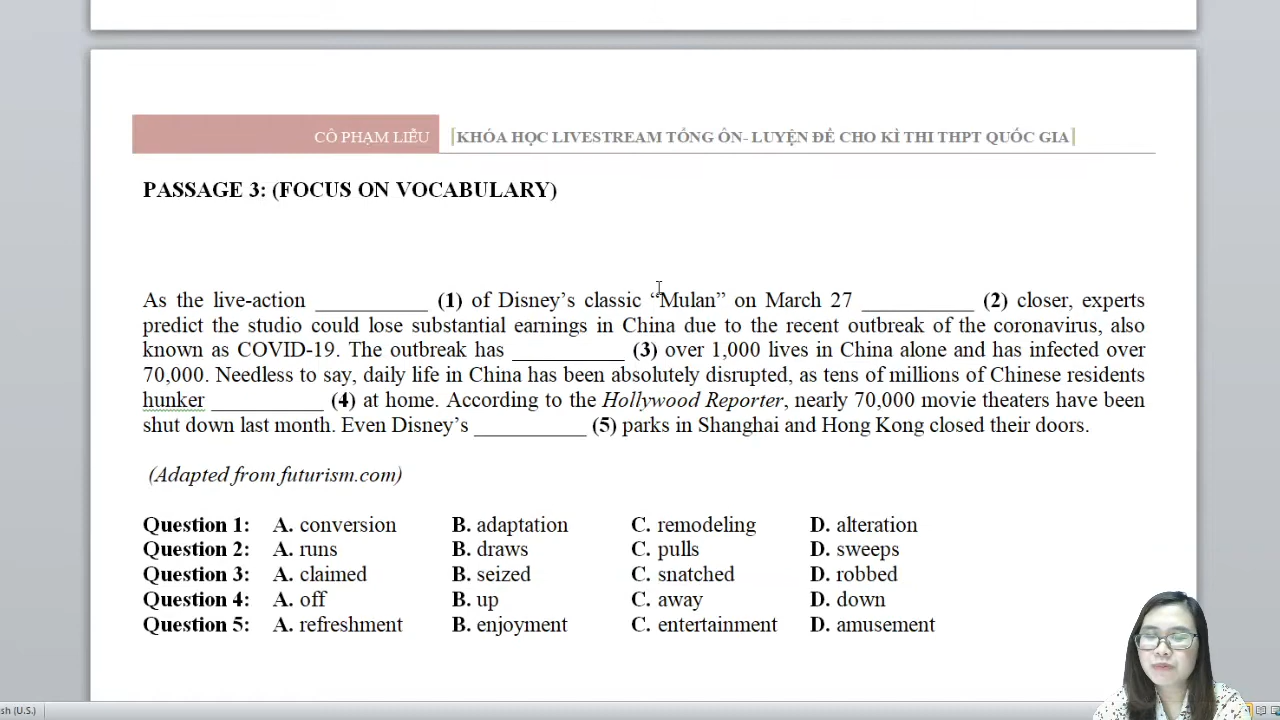 CÔ PHẠM LIỄU [KHÓA HỌC LIVESTREAM TỔNG ÔN- LUYỆN ĐỀ CHO KÌ THI THPT QUỐC GIA]
PASSAGE 3: (FOCUS ON VOCABULARY)
As the live-action __________ (1) of Disney’s classic “Mulan” on March 27 __________ (2) closer, experts
predict the studio could lose substantial earnings in China due to the recent outbreak of the coronavirus, also
known as COVID-19. The outbreak has __________ (3) over 1,000 lives in China alone and has infected over
70,000. Needless to say, daily life in China has been absolutely disrupted, as tens of millions of Chinese residents
hunker __________ (4) at home. According to the Hollywood Reporter, nearly 70,000 movie theaters have been
shut down last month. Even Disney’s __________ (5) parks in Shanghai and Hong Kong closed their doors.
(Adapted from futurism.com)
Question 1: A. conversion B. adaptation C. remodeling D. alteration
Question 2: A. runs B. draws C. pulls D. sweeps
Question 3: A. claimed B. seized C. snatched D. robbed
Question 4: A. off B. up C. away D. down
Question 5: A. refreshment B. enjoyment C. entertainment D. amusement
sh (U.S.)